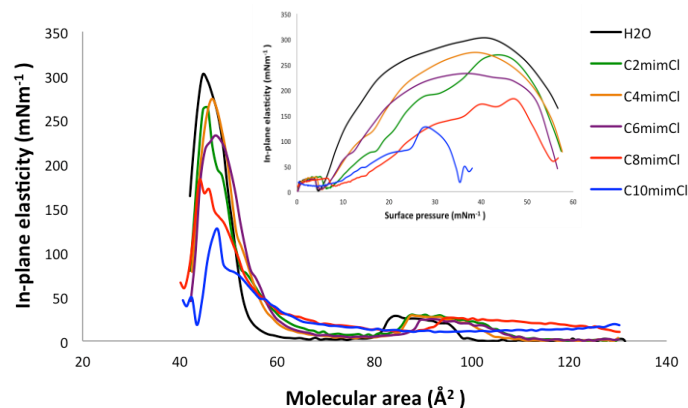 350
300
250
200
150
100
50
0
In-plane elasticity (mNm⁻¹)
20 40 60 80 100 120 140
Molecular area (Å² )
350
300
250
200
150
100
50
0
In-plane elasticity (mNm⁻¹)
0 10 20 30 40 50 60
Surface pressure (mNm⁻¹)
H2O
C2mimCl
C4mimCl
C6mimCl
C8mimCl
C10mimCl